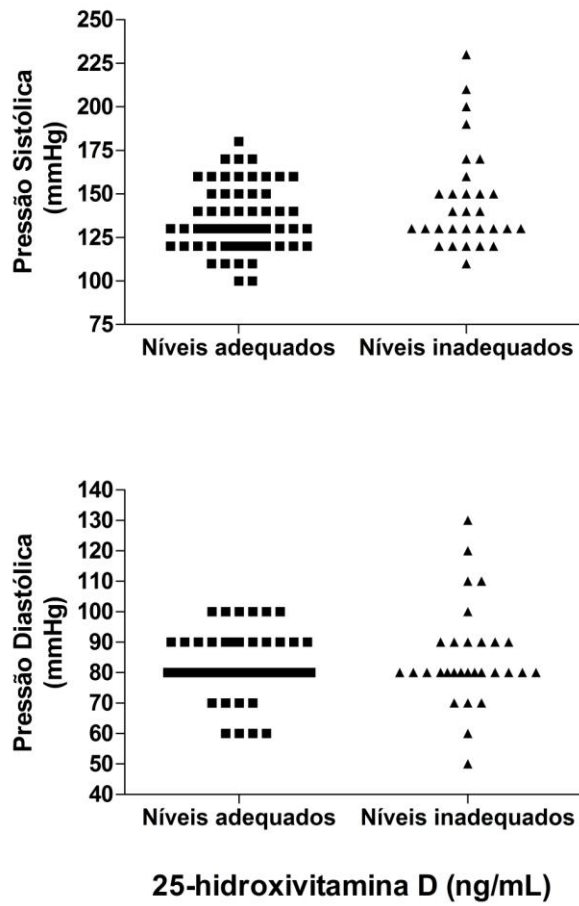 Pressão Sistólica
(mmHg)
250
225
200
175
150
125
100
75
Níveis adequados
Níveis inadequados
Pressão Diastólica
(mmHg)
140
130
120
110
100
90
80
70
60
50
40
Níveis adequados
Níveis inadequados
25-hidroxivitamina D (ng/mL)